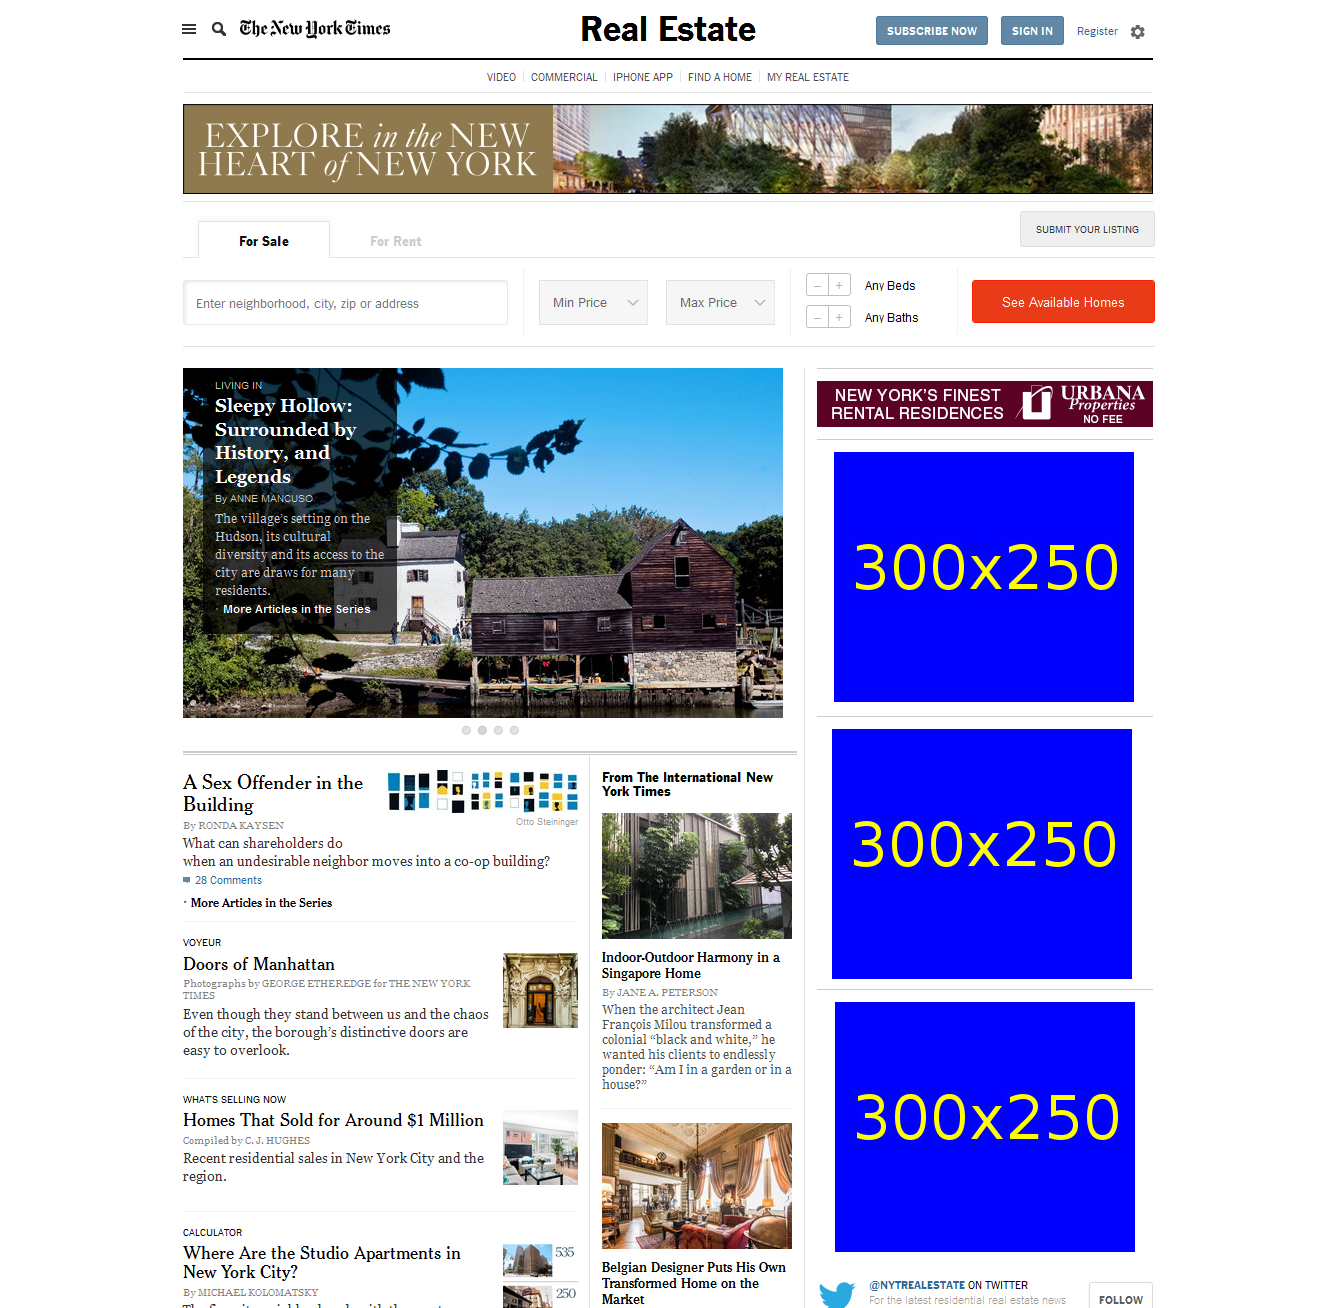 The New York Times
Real Estate
SUBSCRIBE NOW
SIGN IN
Register
VIDEO
COMMERCIAL
IPHONE APP
FIND A HOME
MY REAL ESTATE
EXPLORE in the NEW
HEART of NEW YORK
For Sale
For Rent
SUBMIT YOUR LISTING
Enter neighborhood, city, zip or address
Min Price
Max Price
– + Any Beds
– + Any Baths
See Available Homes
LIVING IN
Sleepy Hollow:
Surrounded by
History, and
Legends
By ANNE MANCUSO
The village's setting on the
Hudson, its cultural
diversity and its access to the
city are draws for many
residents.
· More Articles in the Series
A Sex Offender in the
Building
Otto Steininger
By RONDA KAYSEN
What can shareholders do
when an undesirable neighbor moves into a co-op building?
28 Comments
· More Articles in the Series
VOYEUR
Doors of Manhattan
Photographs by GEORGE ETHEREDGE for THE NEW YORK
TIMES
Even though they stand between us and the chaos
of the city, the borough's distinctive doors are
easy to overlook.
WHAT'S SELLING NOW
Homes That Sold for Around $1 Million
Compiled by C. J. HUGHES
Recent residential sales in New York City and the
region.
CALCULATOR
Where Are the Studio Apartments in
New York City?
By MICHAEL KOLOMATSKY
535
250
From The International New
York Times
Indoor-Outdoor Harmony in a
Singapore Home
By JANE A. PETERSON
When the architect Jean
François Milou transformed a
colonial “black and white,” he
wanted his clients to endlessly
ponder: “Am I in a garden or in a
house?”
Belgian Designer Puts His Own
Transformed Home on the
Market
NEW YORK'S FINEST
RENTAL RESIDENCES
URBANA
Properties
NO FEE
300x250
300x250
300x250
@NYTREALESTATE ON TWITTER
For the latest residential real estate news
FOLLOW